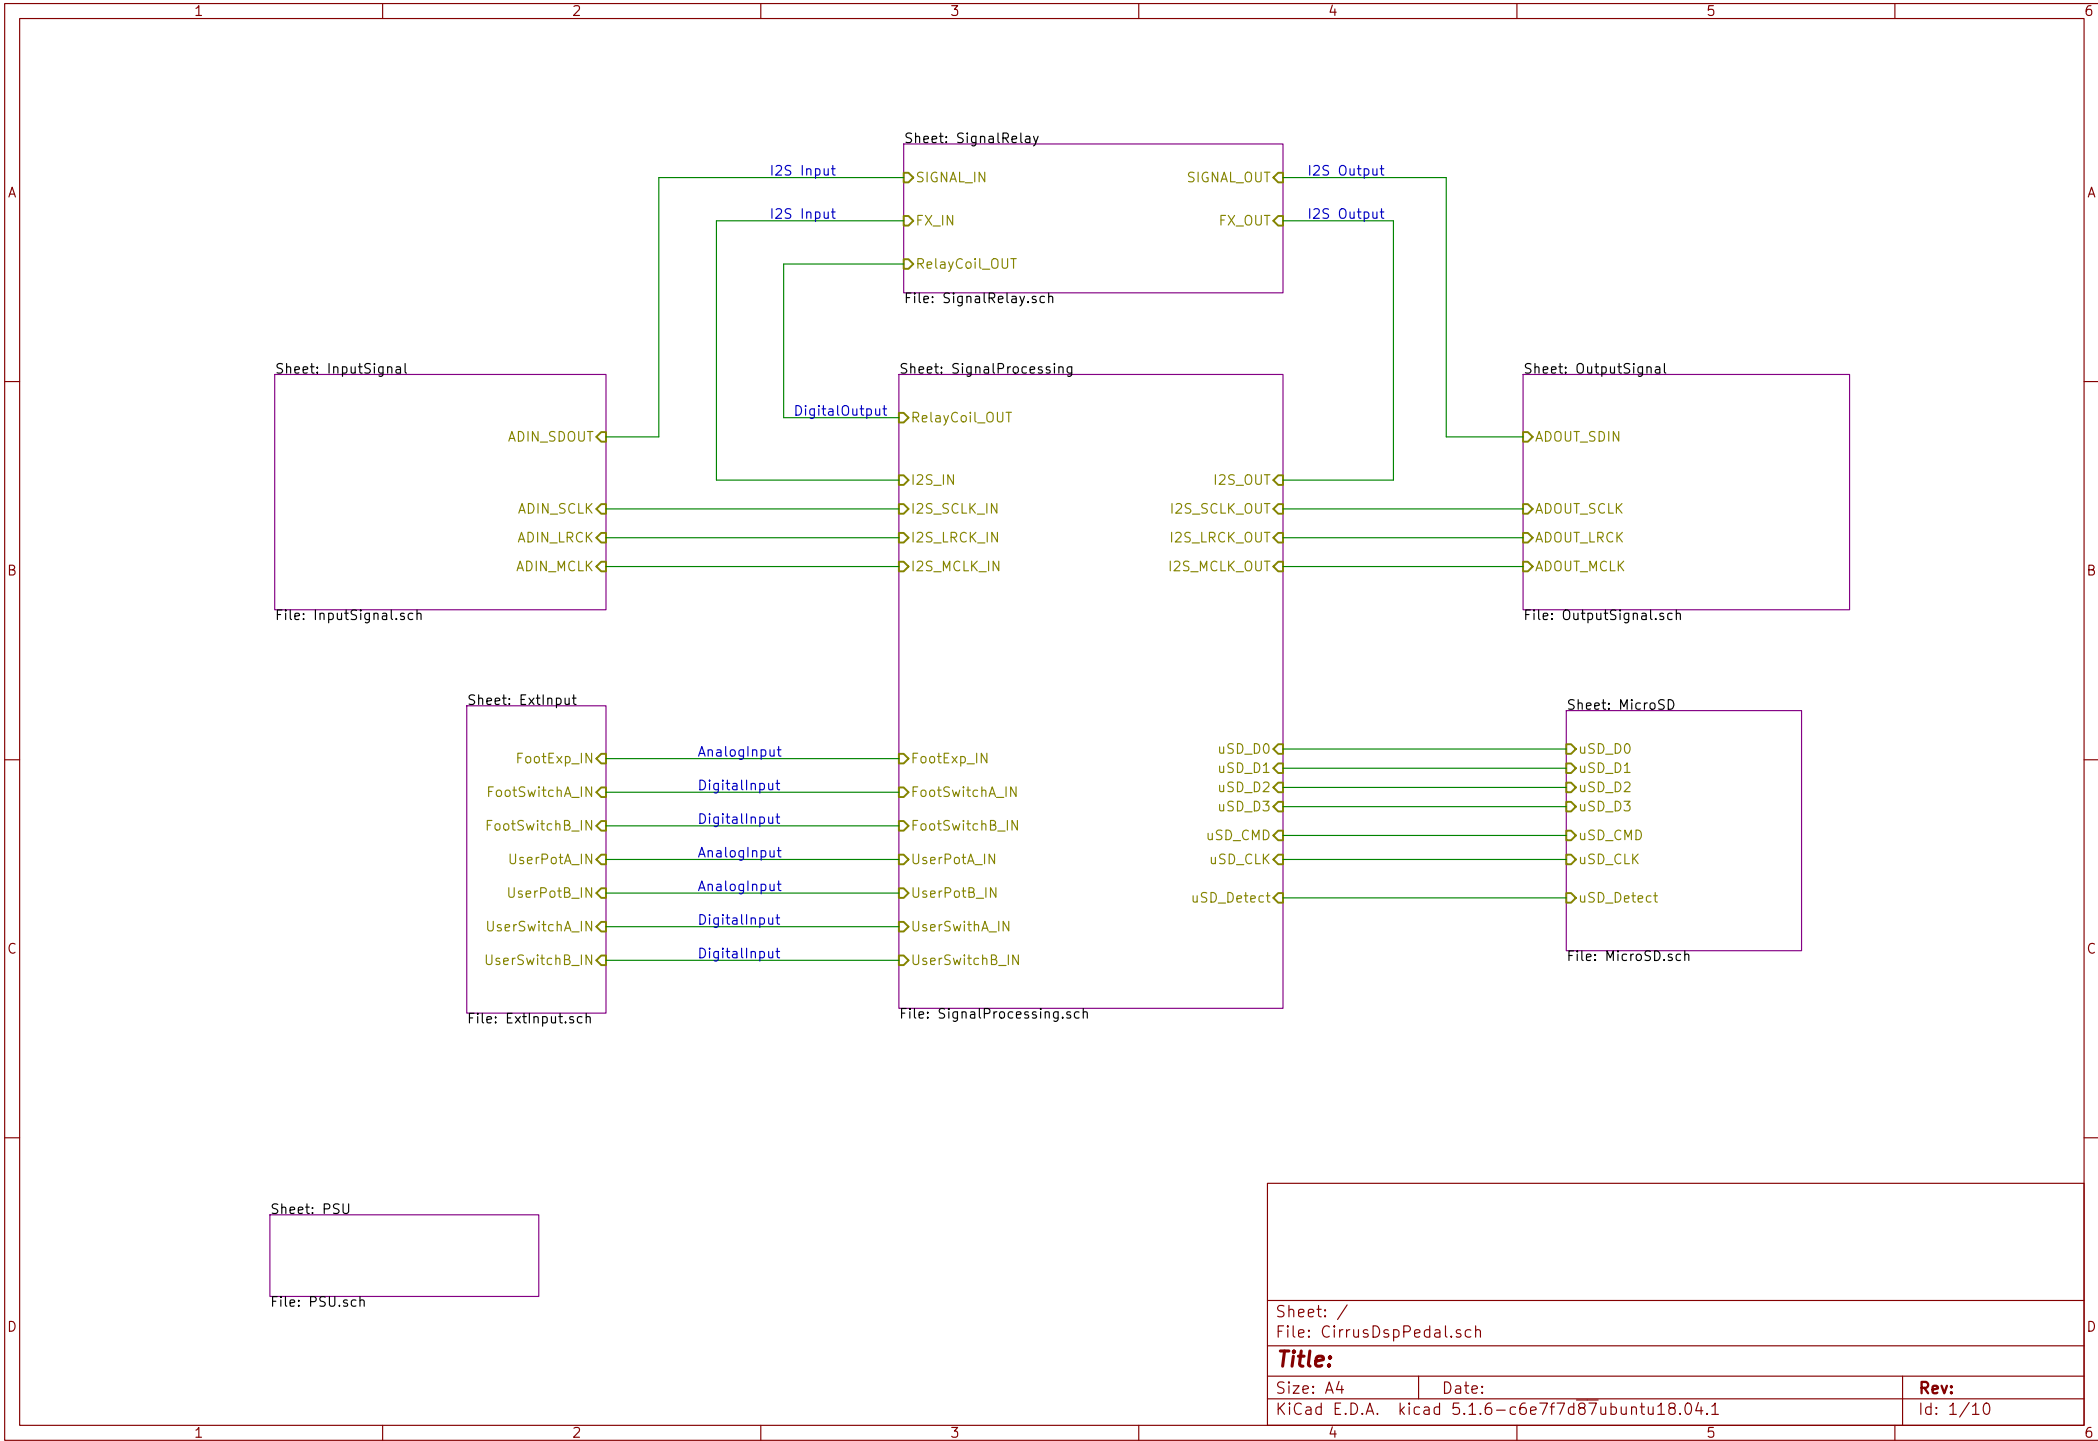 1 2 3 4 5 6
A A
B B
C C
D D
Sheet: SignalRelay
I2S Input
SIGNAL_IN
SIGNAL_OUT
I2S Output
I2S Input
FX_IN
FX_OUT
I2S Output
RelayCoil_OUT
File: SignalRelay.sch
Sheet: InputSignal
ADIN_SDOUT
ADIN_SCLK
ADIN_LRCK
ADIN_MCLK
File: InputSignal.sch
Sheet: SignalProcessing
DigitalOutput
RelayCoil_OUT
I2S_IN
I2S_SCLK_IN
I2S_LRCK_IN
I2S_MCLK_IN
I2S_OUT
I2S_SCLK_OUT
I2S_LRCK_OUT
I2S_MCLK_OUT
Sheet: OutputSignal
ADOUT_SDIN
ADOUT_SCLK
ADOUT_LRCK
ADOUT_MCLK
File: OutputSignal.sch
Sheet: ExtInput
FootExp_IN
FootSwitchA_IN
FootSwitchB_IN
UserPotA_IN
UserPotB_IN
UserSwitchA_IN
UserSwitchB_IN
File: ExtInput.sch
AnalogInput
DigitalInput
DigitalInput
AnalogInput
AnalogInput
DigitalInput
DigitalInput
FootExp_IN
FootSwitchA_IN
FootSwitchB_IN
UserPotA_IN
UserPotB_IN
UserSwithA_IN
UserSwitchB_IN
uSD_D0
uSD_D1
uSD_D2
uSD_D3
uSD_CMD
uSD_CLK
uSD_Detect
File: SignalProcessing.sch
Sheet: MicroSD
uSD_D0
uSD_D1
uSD_D2
uSD_D3
uSD_CMD
uSD_CLK
uSD_Detect
File: MicroSD.sch
Sheet: PSU
File: PSU.sch
Sheet: /
File: CirrusDspPedal.sch
Title:
Size: A4 Date: Rev:
KiCad E.D.A. kicad 5.1.6-c6e7f7d87ubuntu18.04.1 Id: 1/10
1 2 3 4 5 6